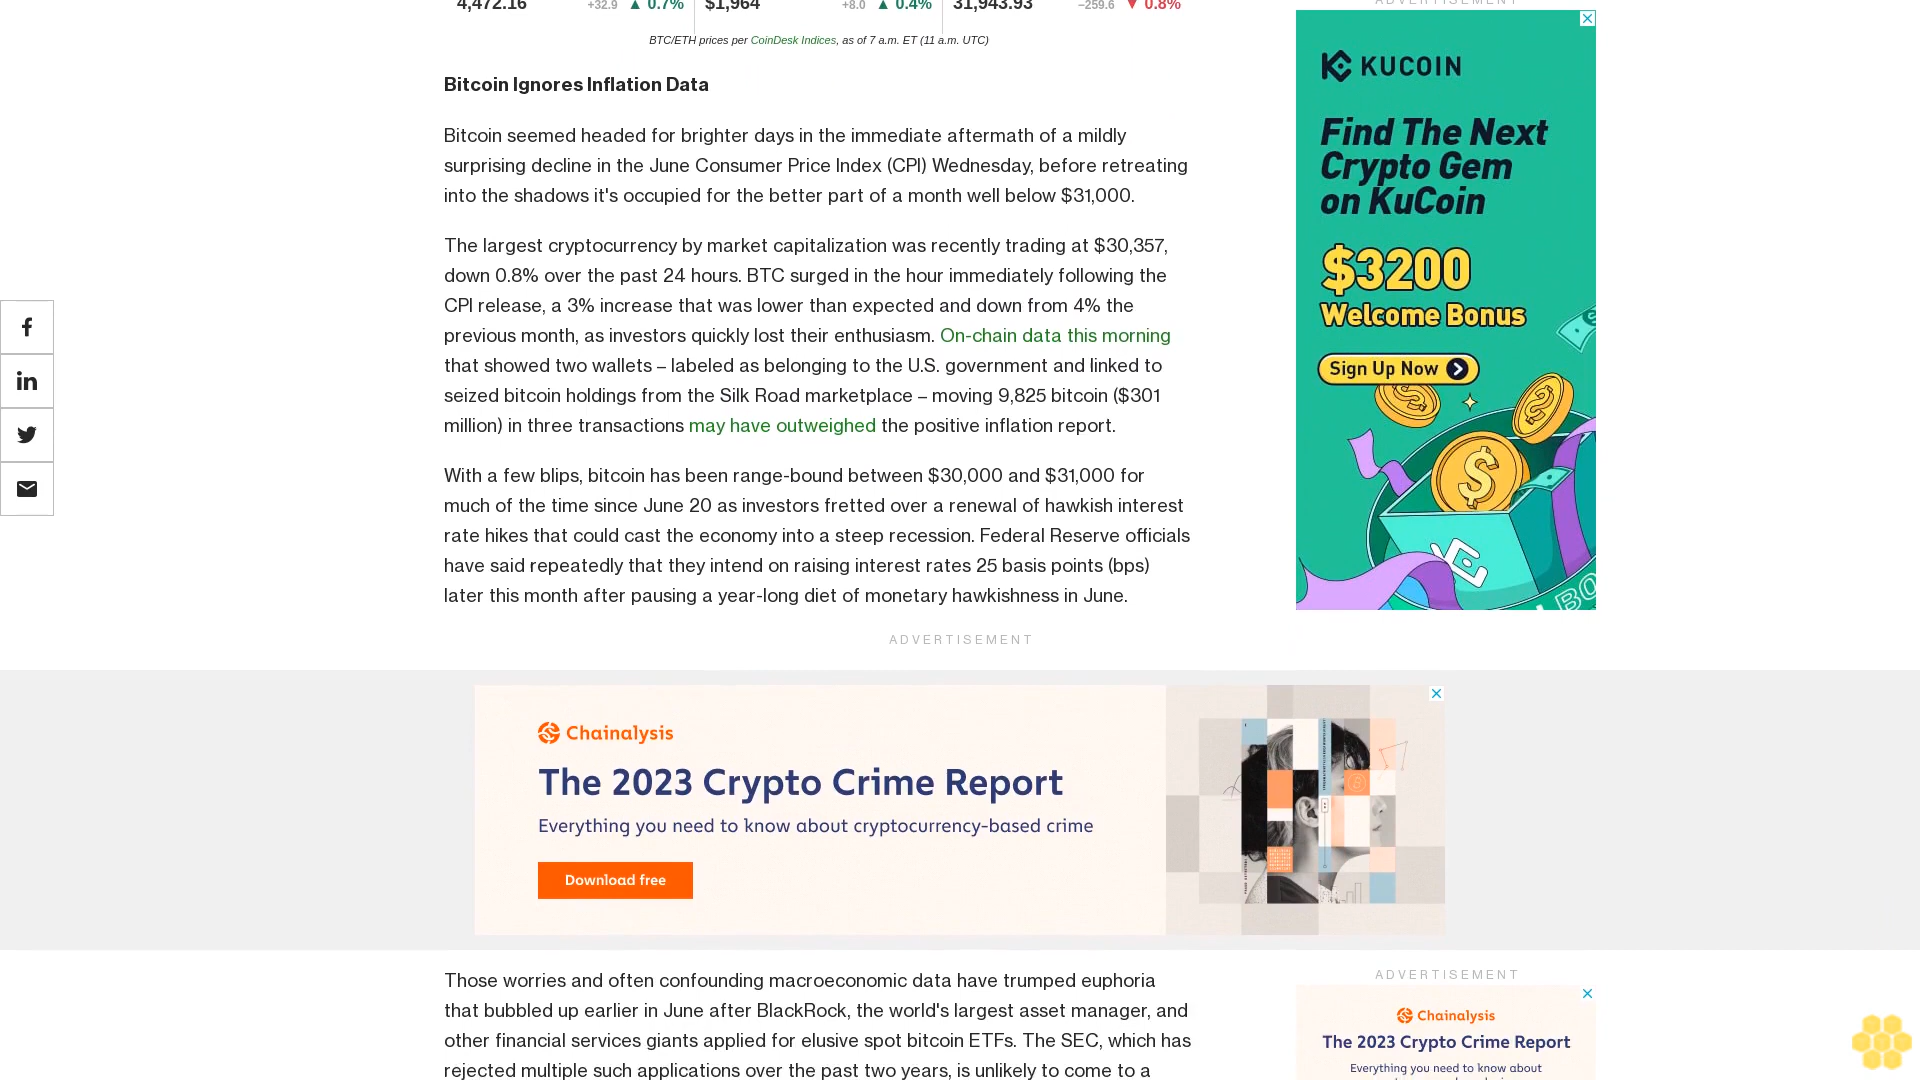 4,472.16 +32.9 ▲ 0.7% $1,964 +8.0 ▲ 0.4% 31,943.93 −259.6 ▼ 0.8%
BTC/ETH prices per CoinDesk Indices, as of 7 a.m. ET (11 a.m. UTC)
Bitcoin Ignores Inflation Data
Bitcoin seemed headed for brighter days in the immediate aftermath of a mildly
surprising decline in the June Consumer Price Index (CPI) Wednesday, before retreating
into the shadows it's occupied for the better part of a month well below $31,000.
The largest cryptocurrency by market capitalization was recently trading at $30,357,
down 0.8% over the past 24 hours. BTC surged in the hour immediately following the
CPI release, a 3% increase that was lower than expected and down from 4% the
previous month, as investors quickly lost their enthusiasm. On-chain data this morning
that showed two wallets – labeled as belonging to the U.S. government and linked to
seized bitcoin holdings from the Silk Road marketplace – moving 9,825 bitcoin ($301
million) in three transactions may have outweighed the positive inflation report.
With a few blips, bitcoin has been range-bound between $30,000 and $31,000 for
much of the time since June 20 as investors fretted over a renewal of hawkish interest
rate hikes that could cast the economy into a steep recession. Federal Reserve officials
have said repeatedly that they intend on raising interest rates 25 basis points (bps)
later this month after pausing a year-long diet of monetary hawkishness in June.
ADVERTISEMENT
Chainalysis
The 2023 Crypto Crime Report
Everything you need to know about cryptocurrency-based crime
Download free
Those worries and often confounding macroeconomic data have trumped euphoria
that bubbled up earlier in June after BlackRock, the world's largest asset manager, and
other financial services giants applied for elusive spot bitcoin ETFs. The SEC, which has
rejected multiple such applications over the past two years, is unlikely to come to a
ADVERTISEMENT
KUCOIN
Find The Next
Crypto Gem
on KuCoin
$3200
Welcome Bonus
Sign Up Now
ADVERTISEMENT
Chainalysis
The 2023 Crypto Crime Report
Everything you need to know about